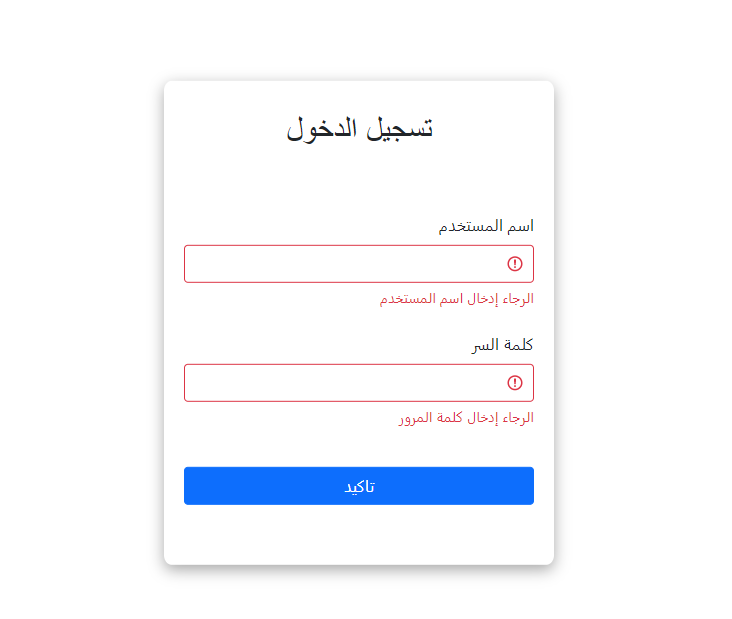 تسجيل الدخول
اسم المستخدم
الرجاء إدخال اسم المستخدم
كلمة السر
الرجاء إدخال كلمة المرور
تاكيد